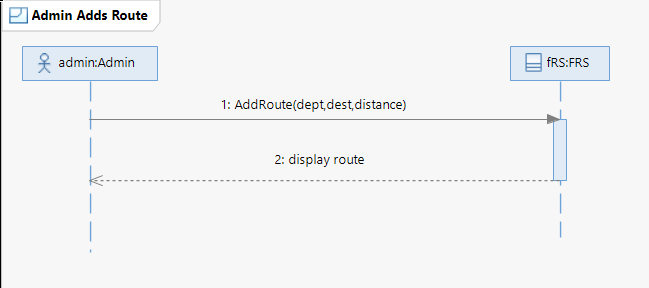 Admin Adds Route
admin:Admin
fRS:FRS
1: AddRoute(dept,dest,distance)
2: display route